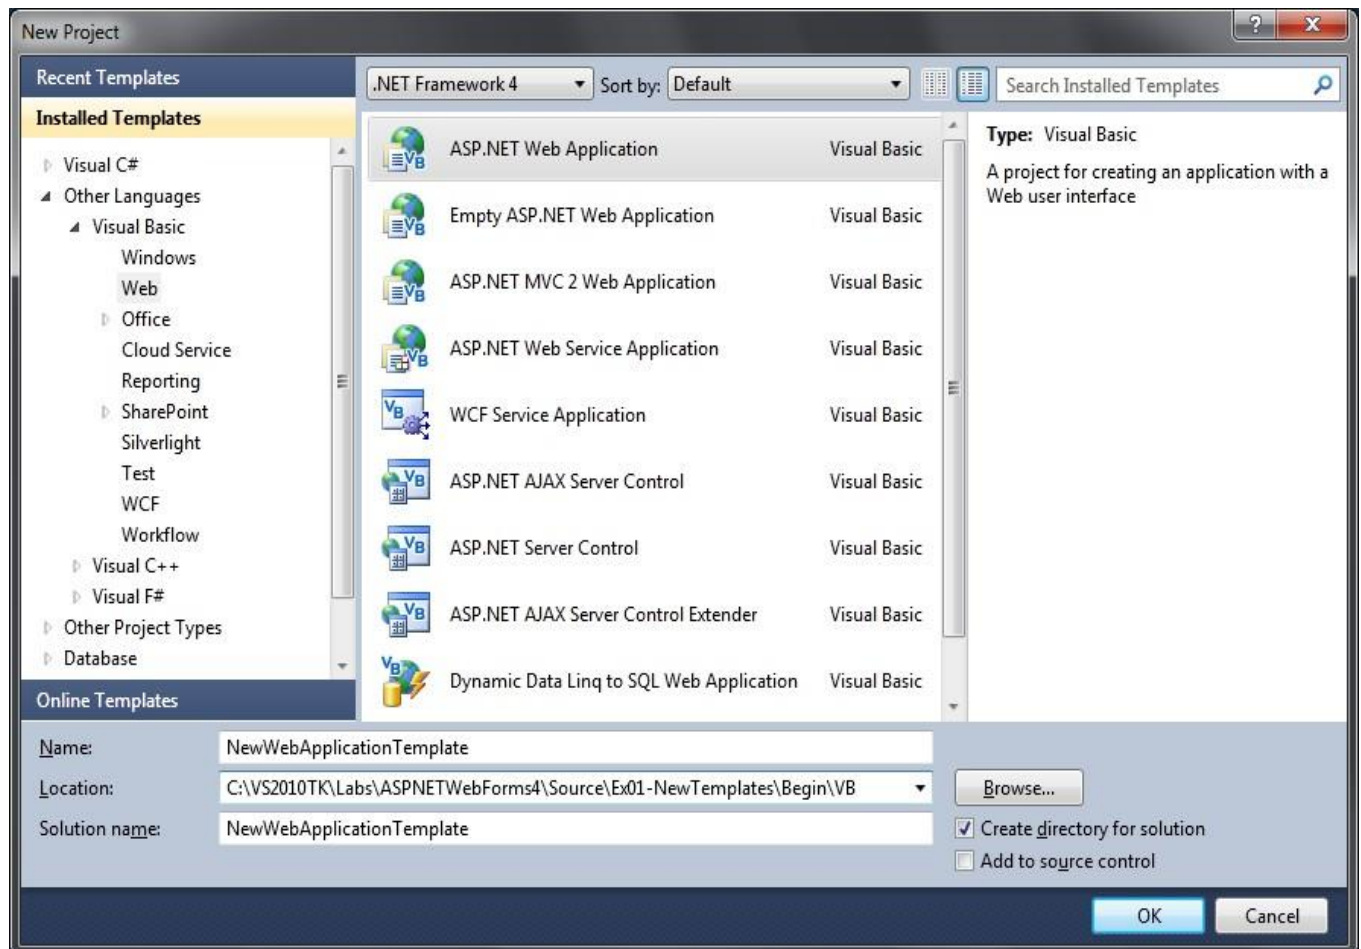 New Project
Recent Templates
.NET Framework 4
Sort by:
Default
Search Installed Templates
Installed Templates
Visual C#
Other Languages
Visual Basic
Windows
Web
Office
Cloud Service
Reporting
SharePoint
Silverlight
Test
WCF
Workflow
Visual C++
Visual F#
Other Project Types
Database
Online Templates
ASP.NET Web Application Visual Basic
Empty ASP.NET Web Application Visual Basic
ASP.NET MVC 2 Web Application Visual Basic
ASP.NET Web Service Application Visual Basic
WCF Service Application Visual Basic
ASP.NET AJAX Server Control Visual Basic
ASP.NET Server Control Visual Basic
ASP.NET AJAX Server Control Extender Visual Basic
Dynamic Data Linq to SQL Web Application Visual Basic
Type: Visual Basic
A project for creating an application with a
Web user interface
Name: NewWebApplicationTemplate
Location: C:\VS2010TK\Labs\ASPNETWebForms4\Source\Ex01-NewTemplates\Begin\VB
Browse...
Solution name: NewWebApplicationTemplate
Create directory for solution
Add to source control
OK
Cancel